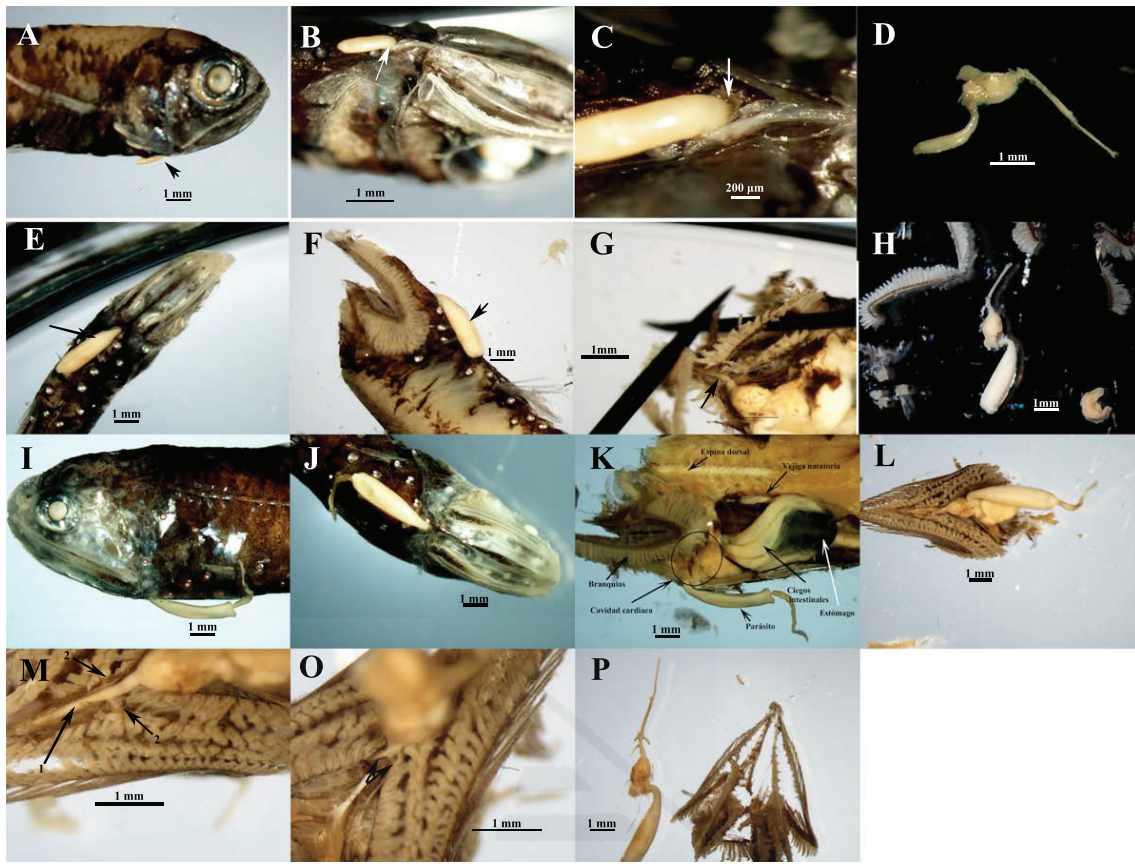 A
1 mm
B
1 mm
C
200 µm
D
1 mm
E
1 mm
F
1 mm
G
1mm
H
1mm
I
1 mm
J
1 mm
K
Espina dorsal
Vejiga natatoria
Branquias
Ciegos
intestinales
Estómago
Cavidad cardíaca
Parásito
1 mm
L
1 mm
M
2
2
1
1 mm
O
1 mm
P
1 mm